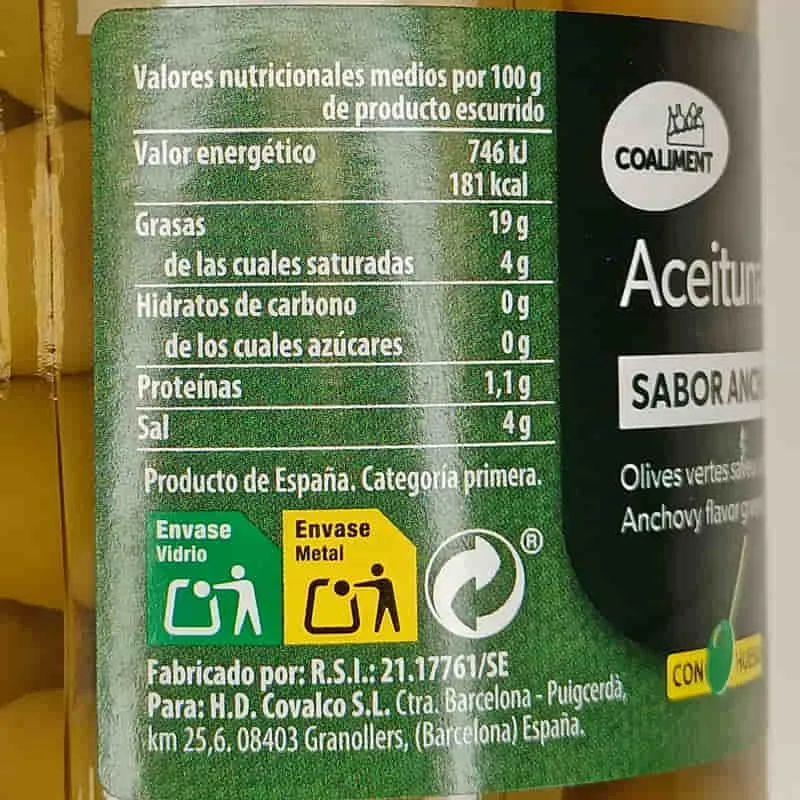 Valores nutricionales medios por 100 g
de producto escurrido
Valor energético 746 kJ
181 kcal
Grasas 19 g
de las cuales saturadas 4 g
Hidratos de carbono 0 g
de los cuales azúcares 0 g
Proteínas 1,1 g
Sal 4 g
Producto de España. Categoría primera.
Envase
Vidrio
Envase
Metal
®
Fabricado por: R.S.I.: 21.17761/SE
Para: H.D. Covalco S.L. Ctra. Barcelona - Puigcerdà,
km 25,6. 08403 Granollers, (Barcelona) España.
COALIMENT
SABOR
Olives vertes
Anchovy flavor
CON